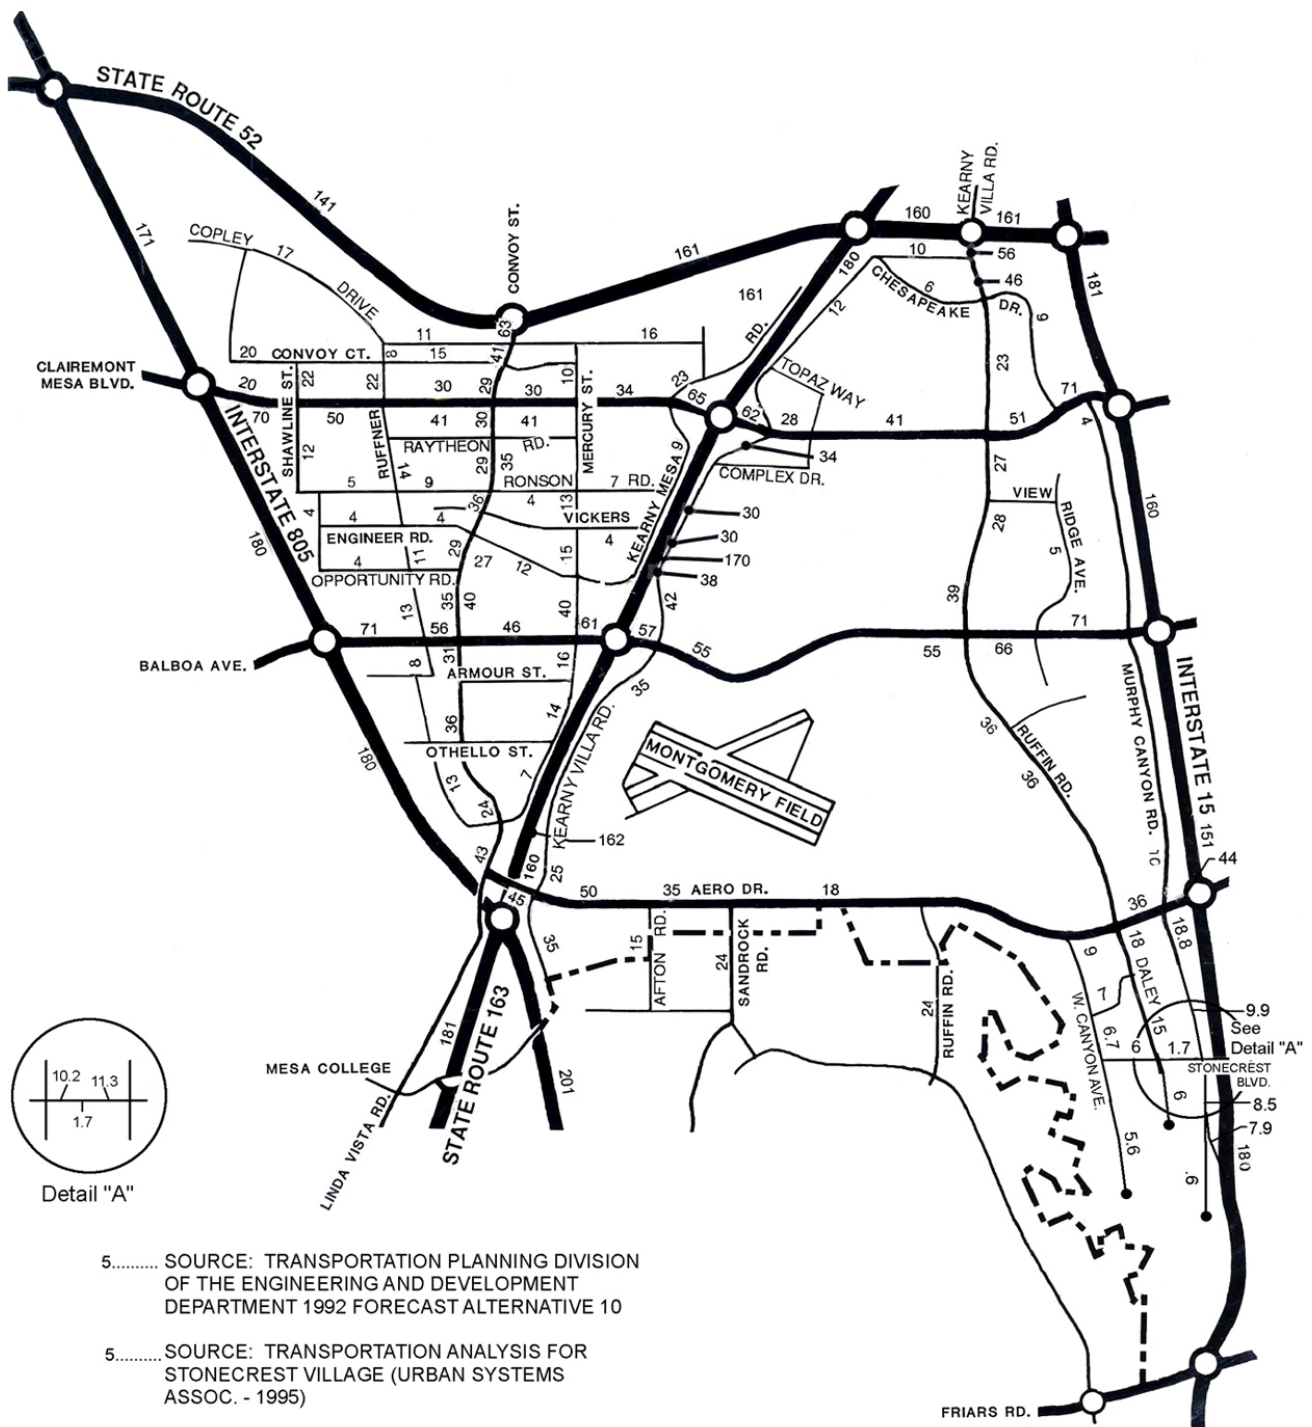 STATE ROUTE 52
141
171
COPLEY
17
DRIVE
CONVOY ST.
63
161
180
160
KEARNY
VILLA RD.
161
56
46
10
CHESAPEAKE DR.
6
9
181
12
161
RD.
CLAIREMONT
MESA BLVD.
20
20
CONVOY CT.
11
15
8
41
16
10
70
SHAWLINE ST.
22
22
30
29
30
34
23
65
62
28
TOPAZ WAY
41
51
71
4
23
50
41
30
41
MERCURY ST.
12
RUFFNER
RAYTHEON RD.
14
29
35
KEARNY MESA
9
34
COMPLEX DR.
27
5
9
RONSON
7 RD.
4
13
36
4
4
4
VICKERS
4
30
30
170
38
ENGINEER RD.
4
11
29
27
12
15
OPPORTUNITY RD.
VIEW
RIDGE AVE.
5
28
39
160
INTERSTATE 805
180
13
35
40
40
42
BALBOA AVE.
71
56
46
61
57
55
55
66
71
8
31
ARMOUR ST.
16
35
36
14
OTHELLO ST.
KEARNY VILLA RD.
MONTGOMERY FIELD
36
RUFFIN RD.
36
MURPHY CANYON RD.
10
INTERSTATE 15
151
180
13
24
7
43
162
160
25
45
50
35
AERO DR.
18
36
44
35
15
AFTON RD.
24
SANDROCK
RD.
24
RUFFIN RD.
9
18
18.8
DALEY
7
15
W. CANYON AVE.
6.7
6
1.7
9.9
See
Detail "A"
STONECREST
BLVD.
6
8.5
7.9
180
5.6
.6
181
STATE ROUTE 163
201
MESA COLLEGE
LINDA VISTA RD.
FRIARS RD.
10.2
11.3
1.7
Detail "A"
5.......... SOURCE: TRANSPORTATION PLANNING DIVISION
OF THE ENGINEERING AND DEVELOPMENT
DEPARTMENT 1992 FORECAST ALTERNATIVE 10
5.......... SOURCE: TRANSPORTATION ANALYSIS FOR
STONECREST VILLAGE (URBAN SYSTEMS
ASSOC. - 1995)